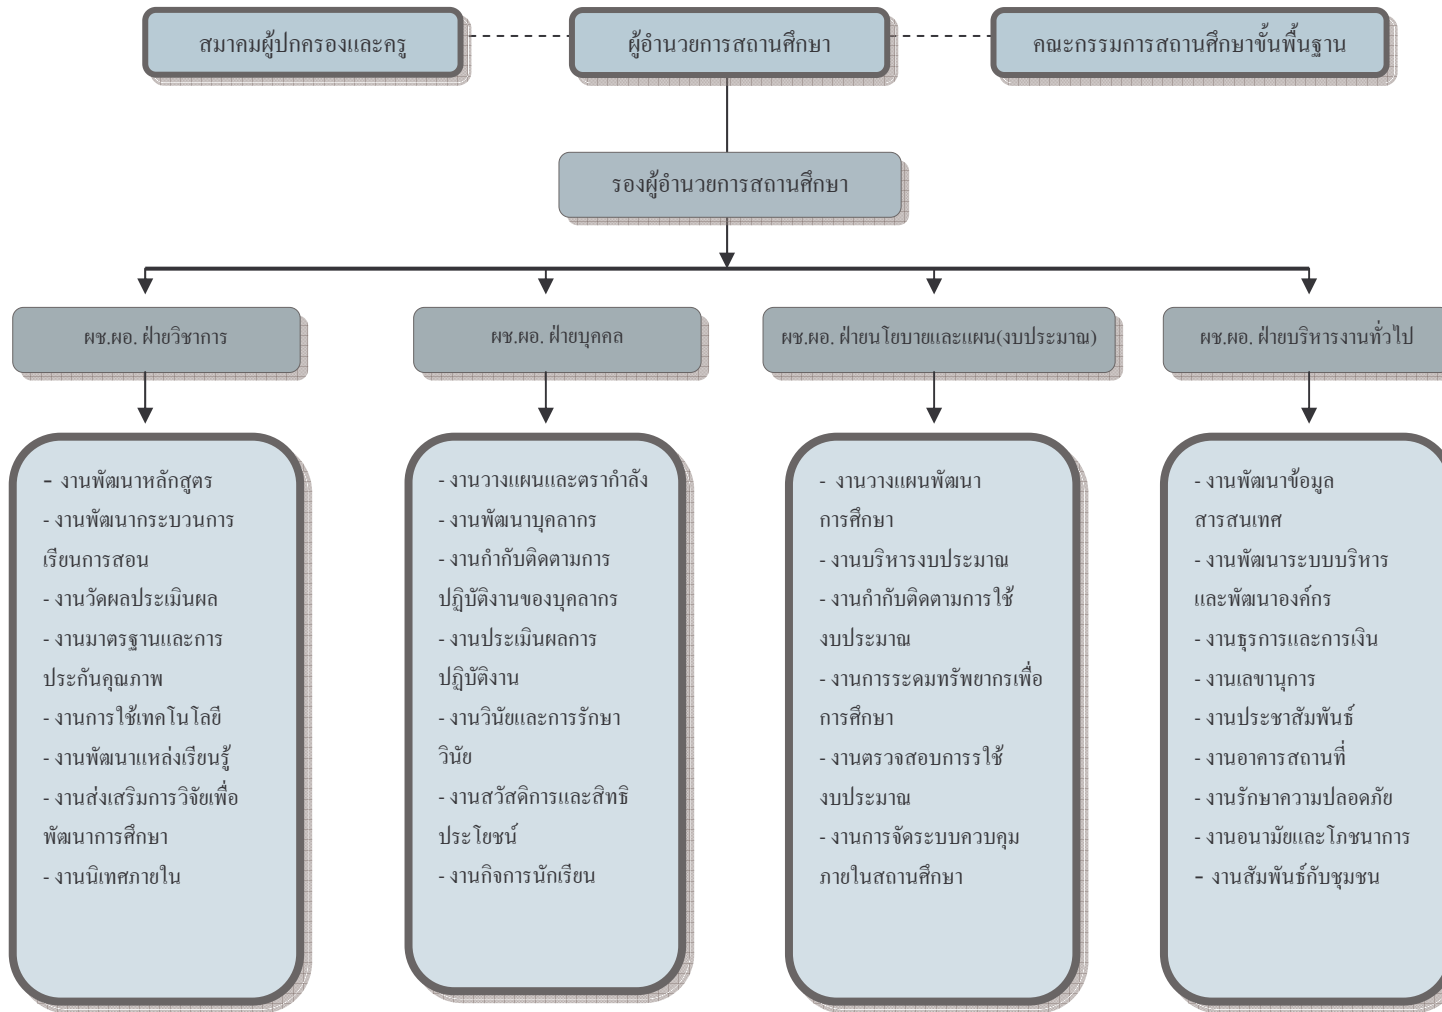 สมาคมผู้ปกครองและครู
ผู้อำนวยการสถานศึกษา
คณะกรรมการสถานศึกษาขั้นพื้นฐาน
รองผู้อำนวยการสถานศึกษา
ผช.ผอ. ฝ่ายวิชาการ
ผช.ผอ. ฝ่ายบุคคล
ผช.ผอ. ฝ่ายนโยบายและแผน(งบประมาณ)
ผช.ผอ. ฝ่ายบริหารงานทั่วไป
- งานพัฒนาหลักสูตร
- งานพัฒนากระบวนการ
เรียนการสอน
- งานวัดผลประเมินผล
- งานมาตรฐานและการ
ประกันคุณภาพ
- งานการใช้เทคโนโลยี
- งานพัฒนาแหล่งเรียนรู้
- งานส่งเสริมการวิจัยเพื่อ
พัฒนาการศึกษา
- งานนิเทศภายใน
- งานวางแผนและตรากำลัง
- งานพัฒนาบุคลากร
- งานกำกับติดตามการ
ปฏิบัติงานของบุคลากร
- งานประเมินผลการ
ปฏิบัติงาน
- งานวินัยและการรักษา
วินัย
- งานสวัสดิการและสิทธิ
ประโยชน์
- งานกิจการนักเรียน
- งานวางแผนพัฒนา
การศึกษา
- งานบริหารงบประมาณ
- งานกำกับติดตามการใช้
งบประมาณ
- งานการระดมทรัพยากรเพื่อ
การศึกษา
- งานตรวจสอบการรใช้
งบประมาณ
- งานการจัดระบบควบคุม
ภายในสถานศึกษา
- งานพัฒนาข้อมูล
สารสนเทศ
- งานพัฒนาระบบบริหาร
และพัฒนาองค์กร
- งานธุรการและการเงิน
- งานเลขานุการ
- งานประชาสัมพันธ์
- งานอาคารสถานที่
- งานรักษาความปลอดภัย
- งานอนามัยและโภชนาการ
- งานสัมพันธ์กับชุมชน